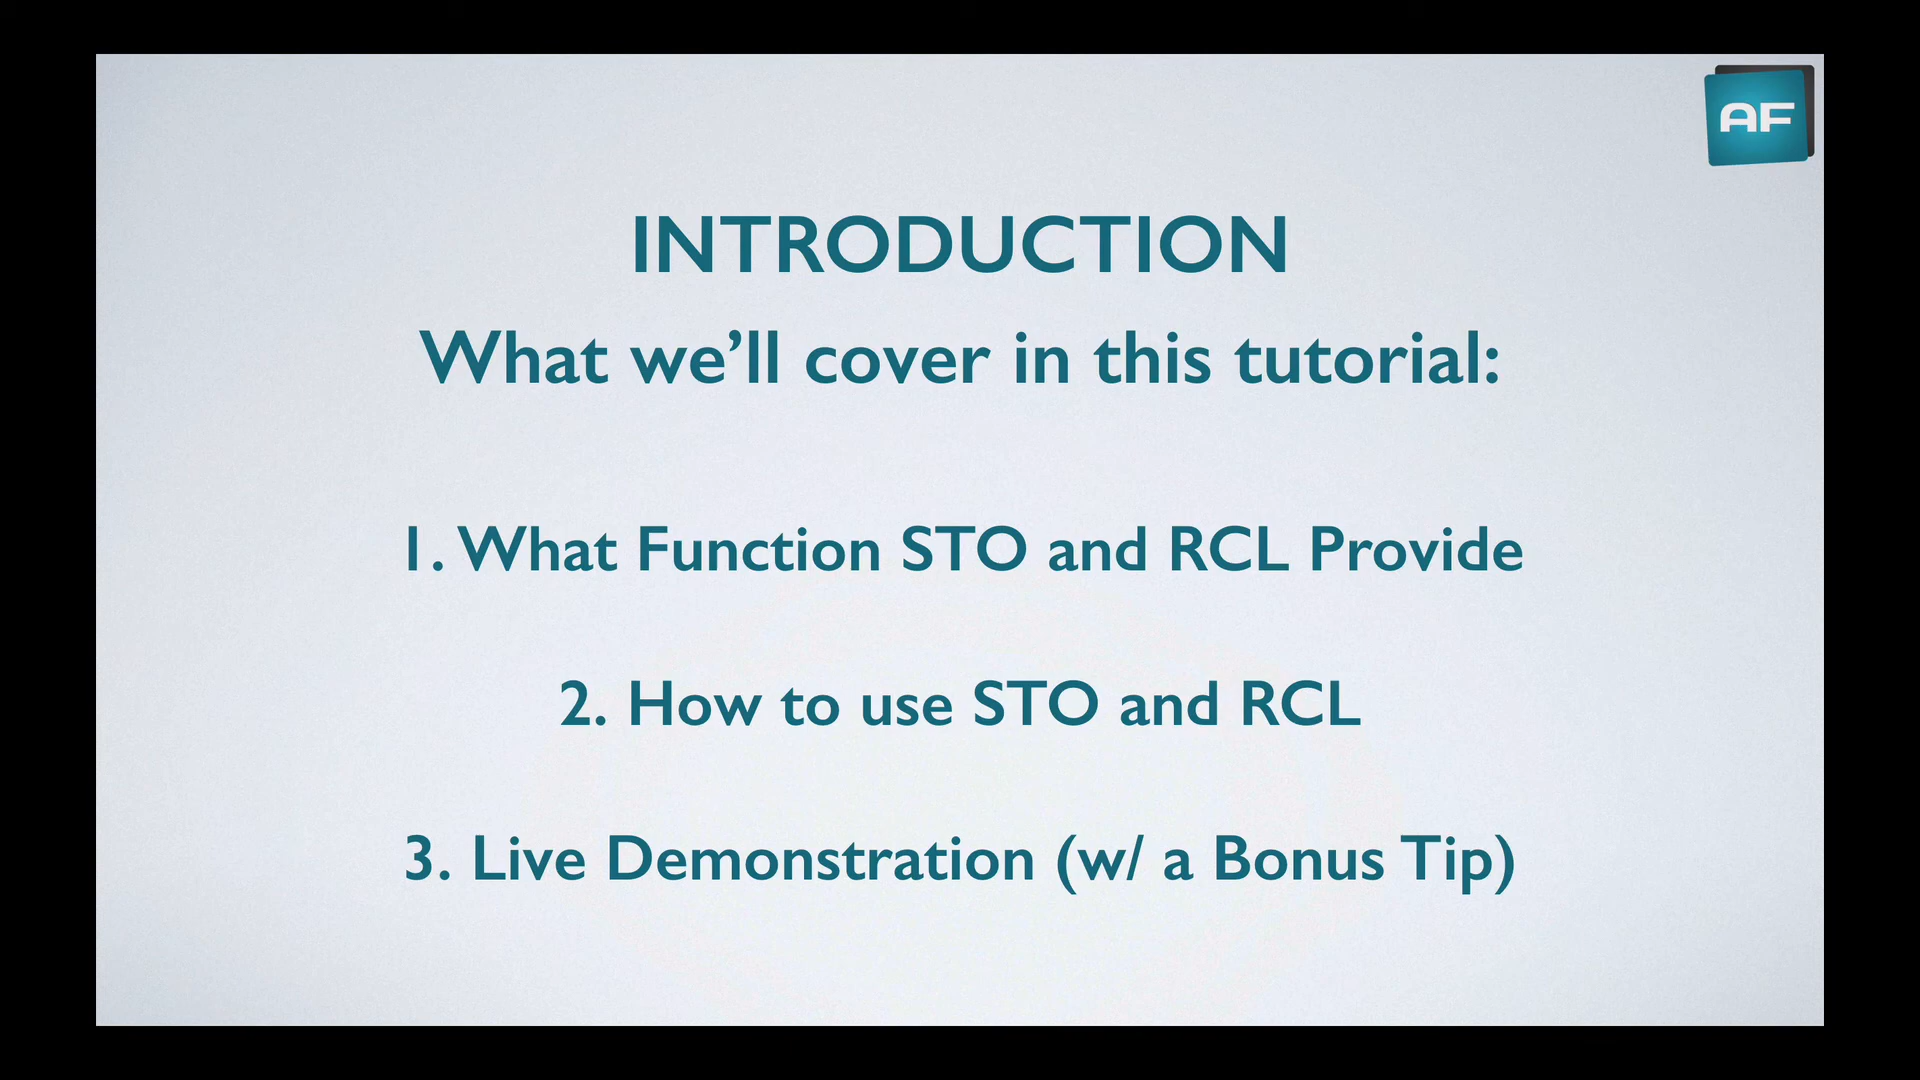 AF
INTRODUCTION
What we’ll cover in this tutorial:
1. What Function STO and RCL Provide
2. How to use STO and RCL
3. Live Demonstration (w/ a Bonus Tip)